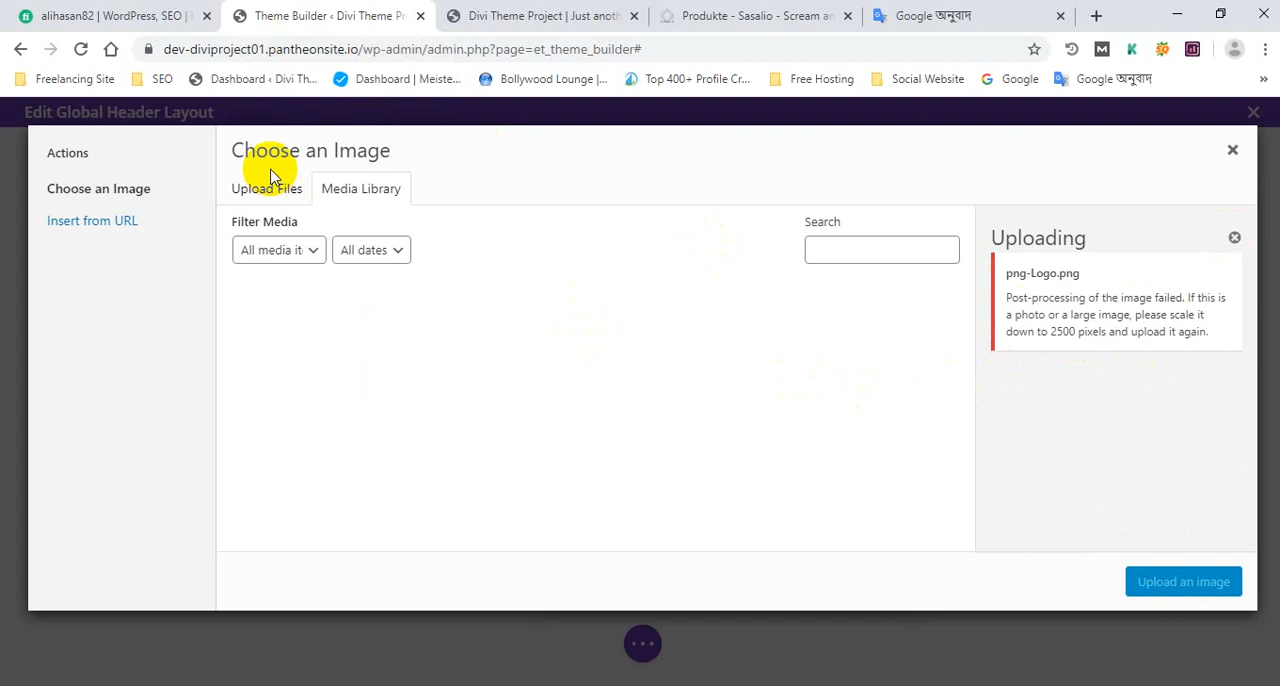 alihasan82 | WordPress, SEO |
Theme Builder ‹ Divi Theme Pr
Divi Theme Project | Just anoth
Produkte - Sasalio - Scream an
Google অনুবাদ
dev-diviproject01.pantheonsite.io/wp-admin/admin.php?page=et_theme_builder#
Freelancing Site
SEO
Dashboard ‹ Divi Th...
Dashboard | Meiste...
Bollywood Lounge |...
Top 400+ Profile Cr...
Free Hosting
Social Website
Google
Google অনুবাদ
»
Edit Global Header Layout
Actions
Choose an Image
Insert from URL
Choose an Image
Upload Files
Media Library
Filter Media
All media it
All dates
Search
Uploading
png-Logo.png
Post-processing of the image failed. If this is
a photo or a large image, please scale it
down to 2500 pixels and upload it again.
Upload an image